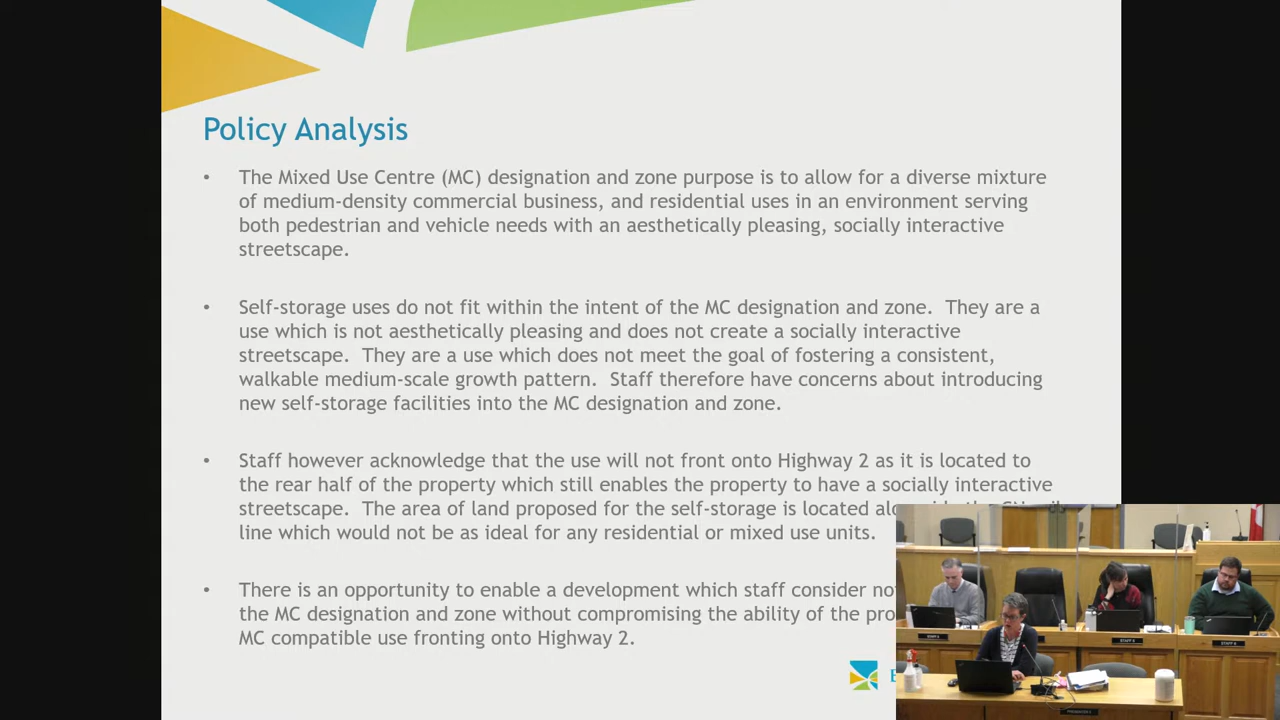 Policy Analysis
• The Mixed Use Centre (MC) designation and zone purpose is to allow for a diverse mixture
of medium-density commercial business, and residential uses in an environment serving
both pedestrian and vehicle needs with an aesthetically pleasing, socially interactive
streetscape.
• Self-storage uses do not fit within the intent of the MC designation and zone. They are a
use which is not aesthetically pleasing and does not create a socially interactive
streetscape. They are a use which does not meet the goal of fostering a consistent,
walkable medium-scale growth pattern. Staff therefore have concerns about introducing
new self-storage facilities into the MC designation and zone.
• Staff however acknowledge that the use will not front onto Highway 2 as it is located to
the rear half of the property which still enables the property to have a socially interactive
streetscape. The area of land proposed for the self-storage is located
line which would not be as ideal for any residential or mixed use units.
• There is an opportunity to enable a development which staff consider
the MC designation and zone without compromising the ability of the
MC compatible use fronting onto Highway 2.